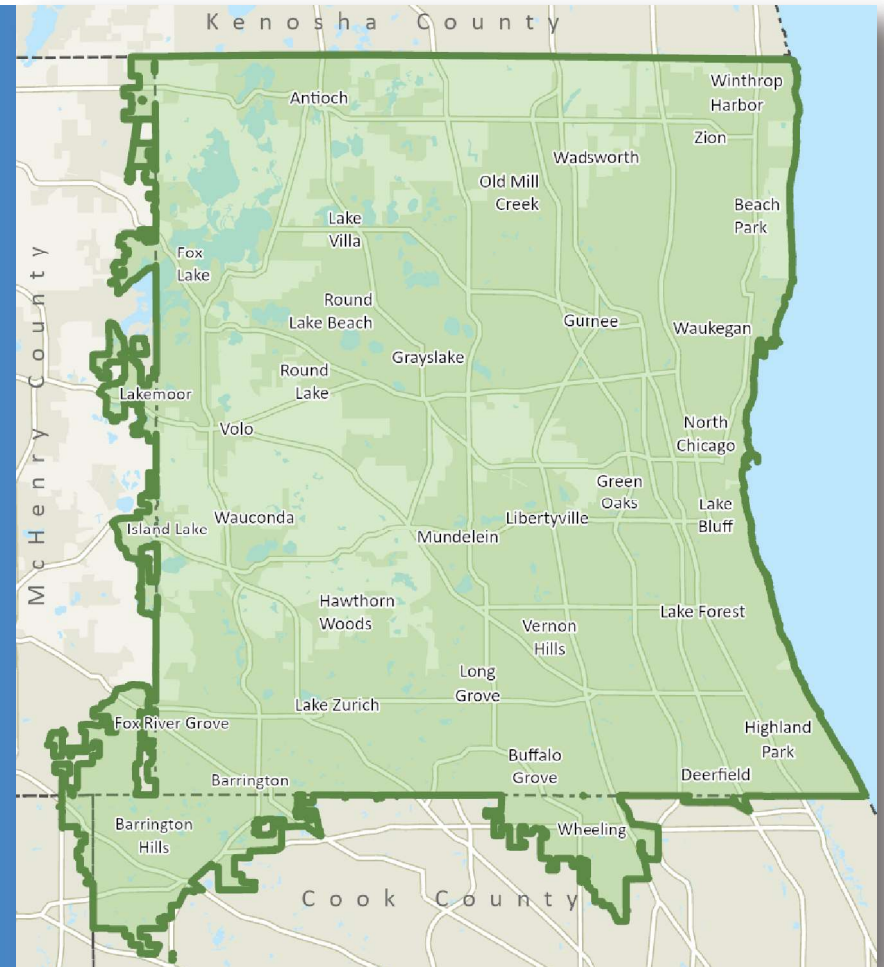 Kenosha County
Winthrop
Harbor
Antioch
Zion
Wadsworth
Old Mill
Creek
Beach
Park
Lake
Villa
Fox
Lake
McHenry County
Round
Lake Beach
Gurnee
Waukegan
Grayslake
Round
Lake
Lakemoor
Volo
North
Chicago
Green
Oaks
Lake
Bluff
Island Lake
Wauconda
Libertyville
Mundelein
Hawthorn
Woods
Lake Forest
Vernon
Hills
Long
Grove
Lake Zurich
Fox River Grove
Highland
Park
Buffalo
Grove
Deerfield
Barrington
Barrington
Hills
Wheeling
Cook County